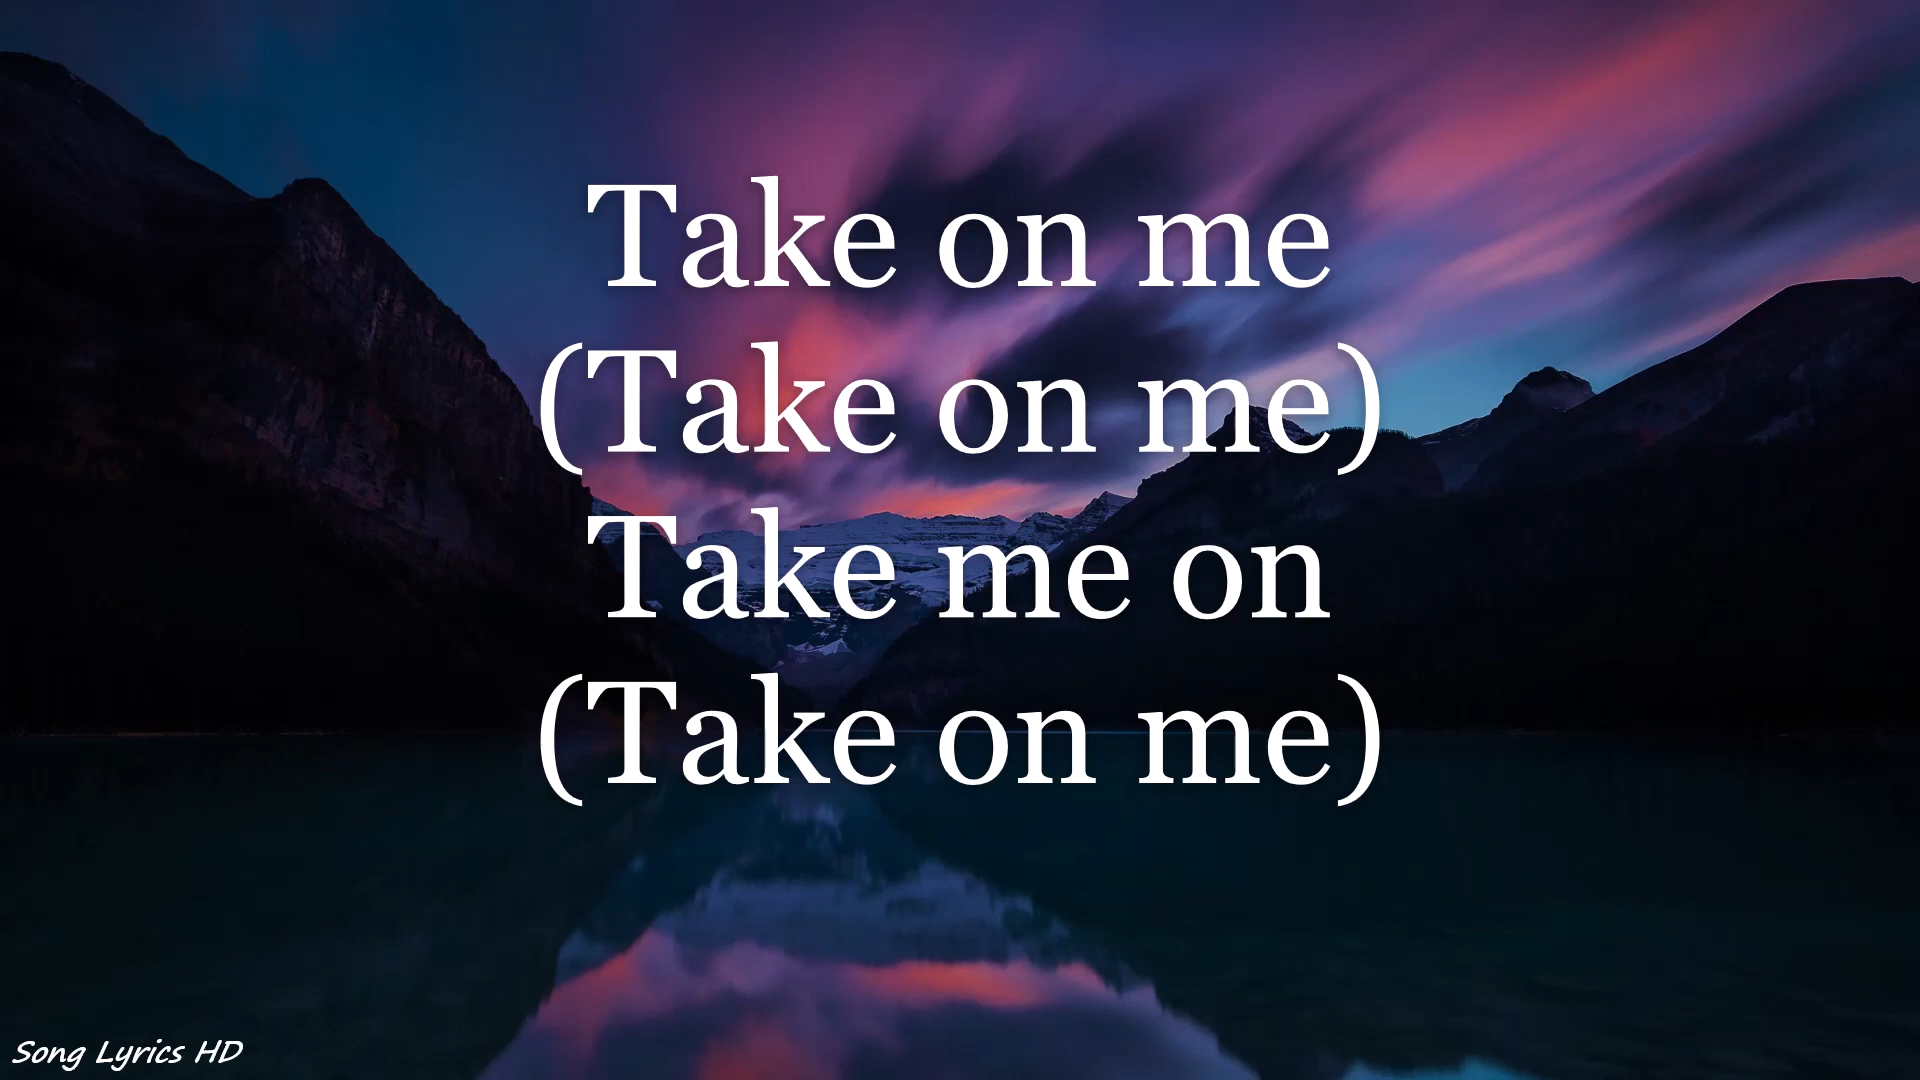 Take on me
(Take on me)
Take me on
(Take on me)
Song Lyrics HD